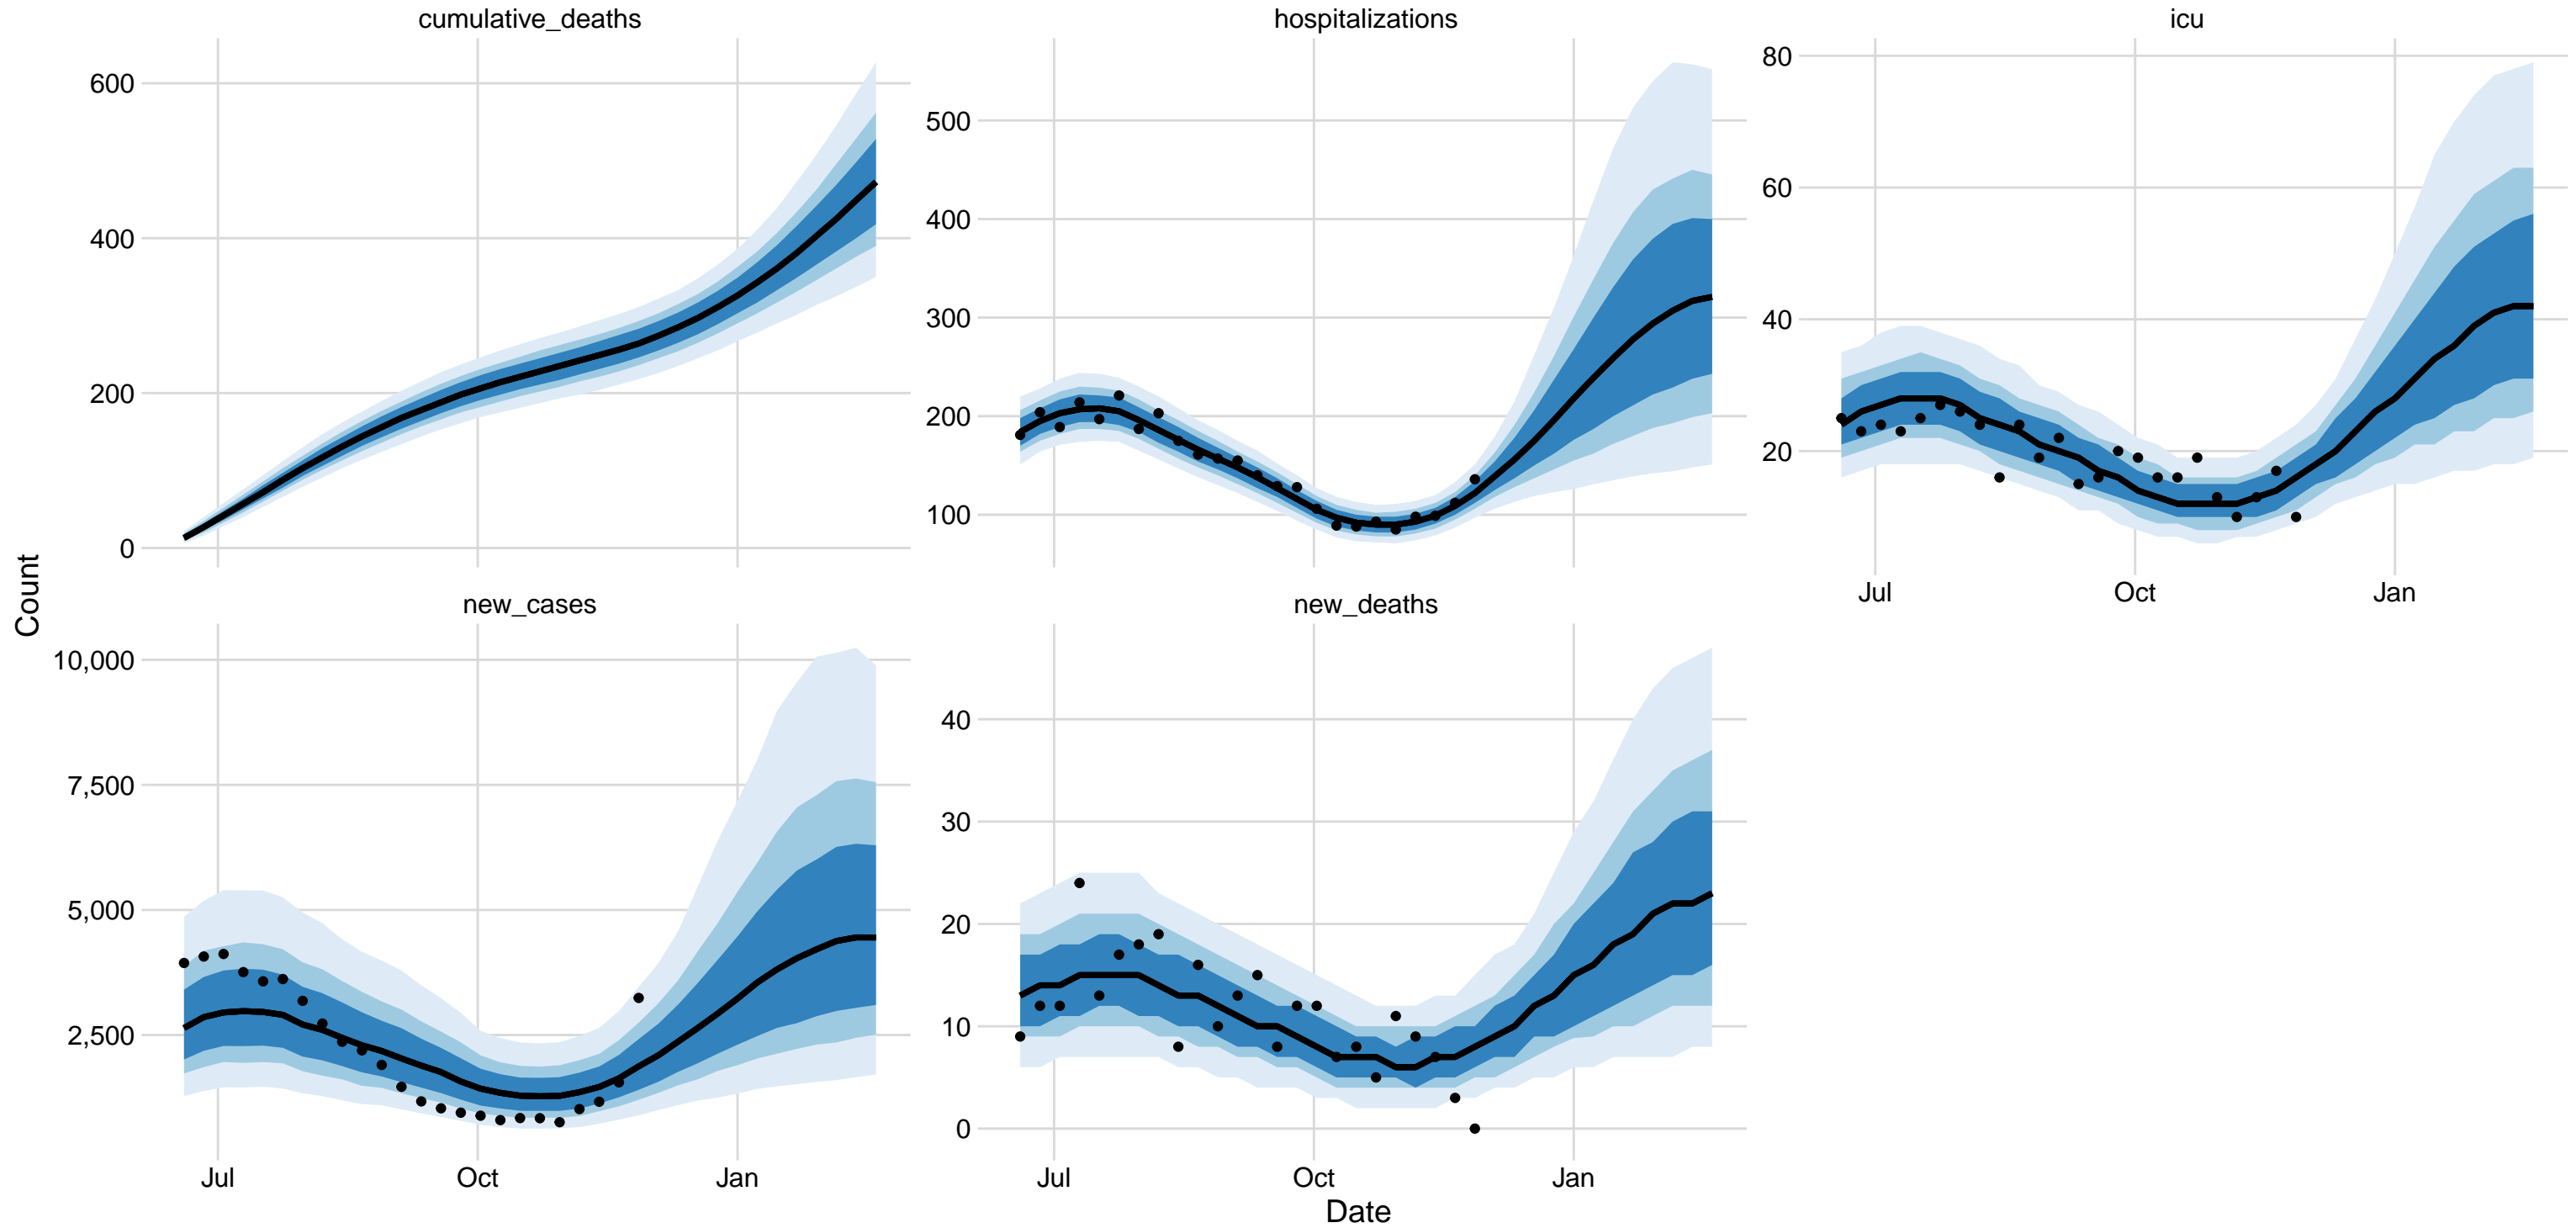 cumulative_deaths
hospitalizations
icu
600
400
200
0
500
400
300
200
100
80
60
40
20
Jul
Oct
Jan
Count
new_cases
new_deaths
10,000
7,500
5,000
2,500
40
30
20
10
0
Jul
Oct
Jan
Jul
Oct
Jan
Date